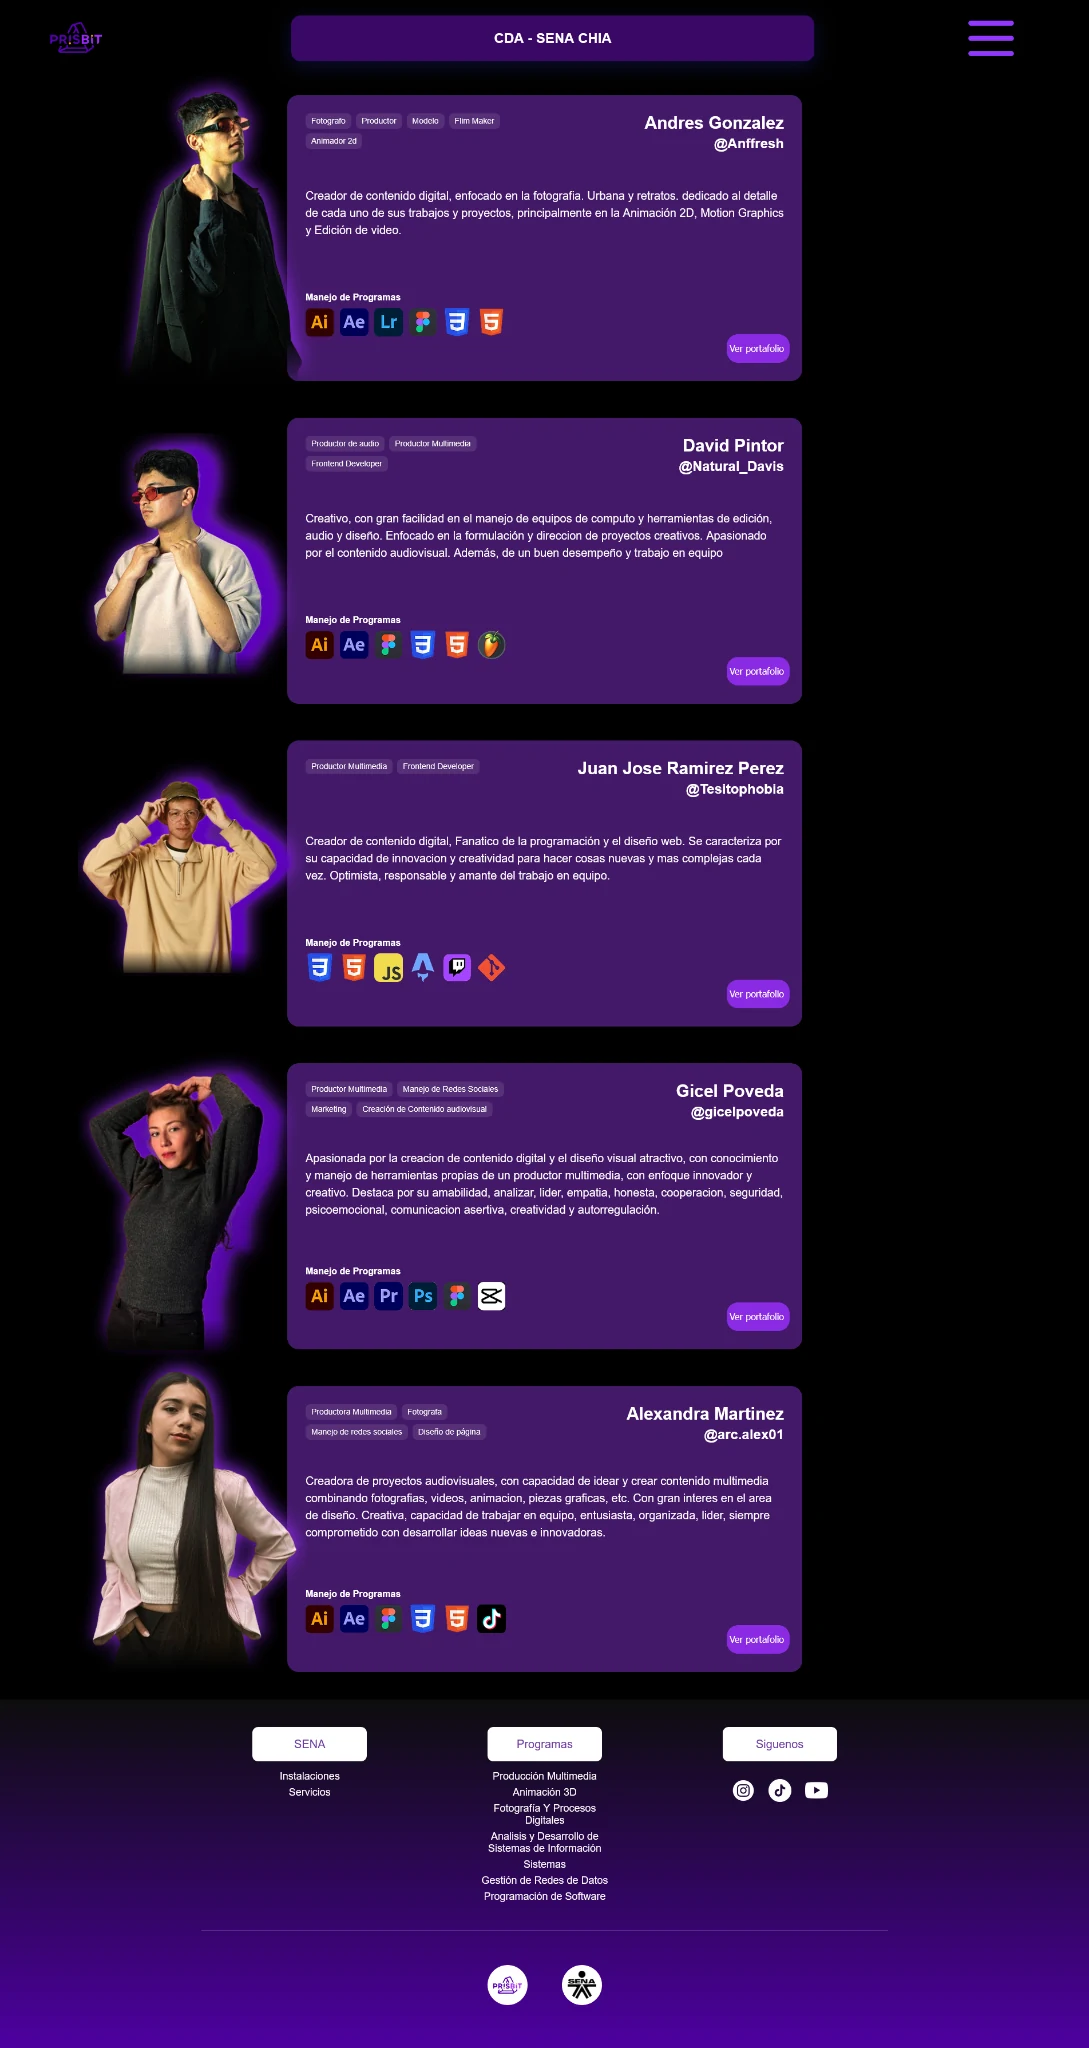 PRISBIT
CDA - SENA CHIA
Fotografo Productor Modelo Flim Maker
Animador 2d
Andres Gonzalez
@Anffresh
Creador de contenido digital, enfocado en la fotografia. Urbana y retratos. dedicado al detalle
de cada uno de sus trabajos y proyectos, principalmente en la Animación 2D, Motion Graphics
y Edición de video.
Manejo de Programas
Ai Ae Lr 3 5
Ver portafolio
Productor de audio Productor Multimedia
Frontend Developer
David Pintor
@Natural_Davis
Creativo, con gran facilidad en el manejo de equipos de computo y herramientas de edición,
audio y diseño. Enfocado en la formulación y direccion de proyectos creativos. Apasionado
por el contenido audiovisual. Además, de un buen desempeño y trabajo en equipo
Manejo de Programas
Ai Ae 3 5
Ver portafolio
Productor Multimedia Frontend Developer
Juan Jose Ramirez Perez
@Tesitophobia
Creador de contenido digital, Fanatico de la programación y el diseño web. Se caracteriza por
su capacidad de innovacion y creatividad para hacer cosas nuevas y mas complejas cada
vez. Optimista, responsable y amante del trabajo en equipo.
Manejo de Programas
3 5 JS
Ver portafolio
Productor Multimedia Manejo de Redes Sociales
Marketing Creación de Contenido audiovisual
Gicel Poveda
@gicelpoveda
Apasionada por la creacion de contenido digital y el diseño visual atractivo, con conocimiento
y manejo de herramientas propias de un productor multimedia, con enfoque innovador y
creativo. Destaca por su amabilidad, analizar, lider, empatia, honesta, cooperacion, seguridad,
psicoemocional, comunicacion asertiva, creatividad y autorregulación.
Manejo de Programas
Ai Ae Pr Ps
Ver portafolio
Productora Multimedia Fotografa
Manejo de redes sociales Diseño de página
Alexandra Martinez
@arc.alex01
Creadora de proyectos audiovisuales, con capacidad de idear y crear contenido multimedia
combinando fotografias, videos, animacion, piezas graficas, etc. Con gran interes en el area
de diseño. Creativa, capacidad de trabajar en equipo, entusiasta, organizada, lider, siempre
comprometido con desarrollar ideas nuevas e innovadoras.
Manejo de Programas
Ai Ae 3 5
Ver portafolio
SENA
Instalaciones
Servicios
Programas
Producción Multimedia
Animación 3D
Fotografía Y Procesos
Digitales
Analisis y Desarrollo de
Sistemas de Información
Sistemas
Gestión de Redes de Datos
Programación de Software
Siguenos
PRISBIT
SENA